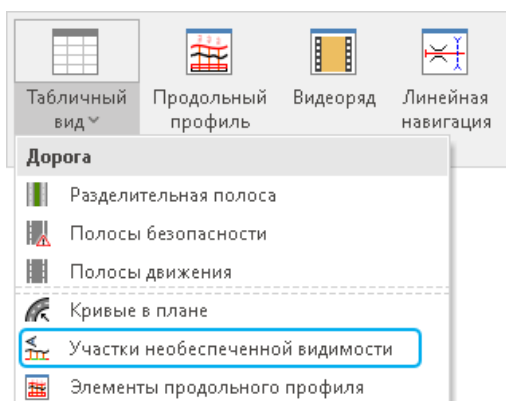 Табличный вид
Продольный профиль
Видеоряд
Линейная навигация
Дорога
Разделительная полоса
Полосы безопасности
Полосы движения
Кривые в плане
Участки необеспеченной видимости
Элементы продольного профиля